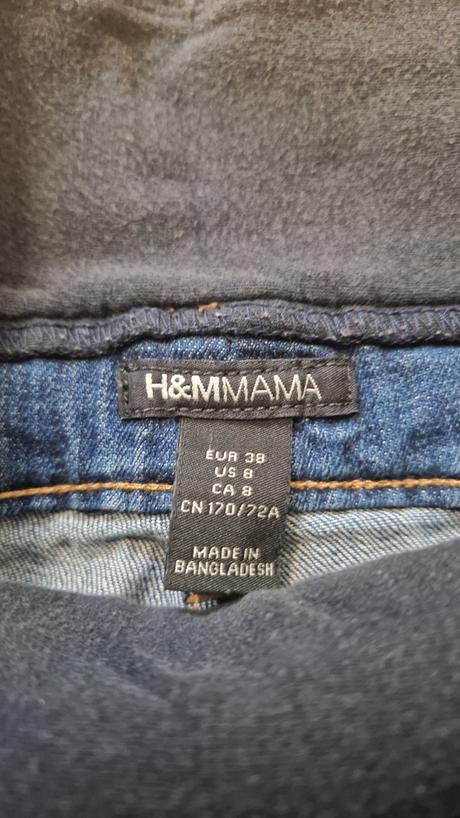 H&MMAMA
EUR 38
US 8
CA 8
CN 170/72A
MADE IN
BANGLADESH